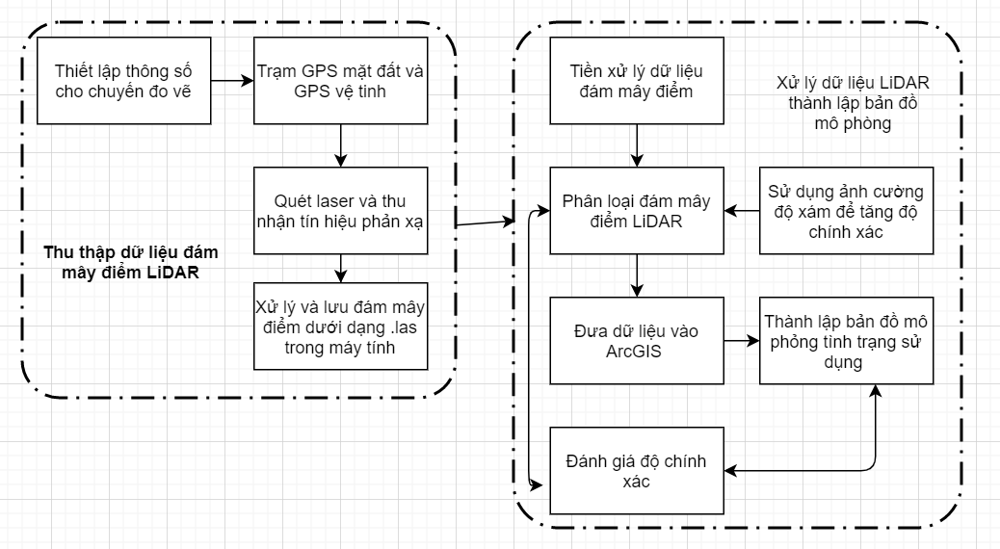 Thiết lập thông số
cho chuyến đo vẽ
Trạm GPS mặt đất và
GPS vệ tinh
Quét laser và thu
nhận tín hiệu phản xạ
Thu thập dữ liệu đám
mây điểm LiDAR
Xử lý và lưu đám mây
điểm dưới dạng .las
trong máy tính
Tiền xử lý dữ liệu
đám mây điểm
Xử lý dữ liệu LiDAR
thành lập bản đồ
mô phòng
Phân loại đám mây
điểm LiDAR
Sử dụng ảnh cường
độ xám để tăng độ
chính xác
Đưa dữ liệu vào
ArcGIS
Thành lập bản đồ mô
phỏng tình trạng sử
dụng
Đánh giá độ chính
xác